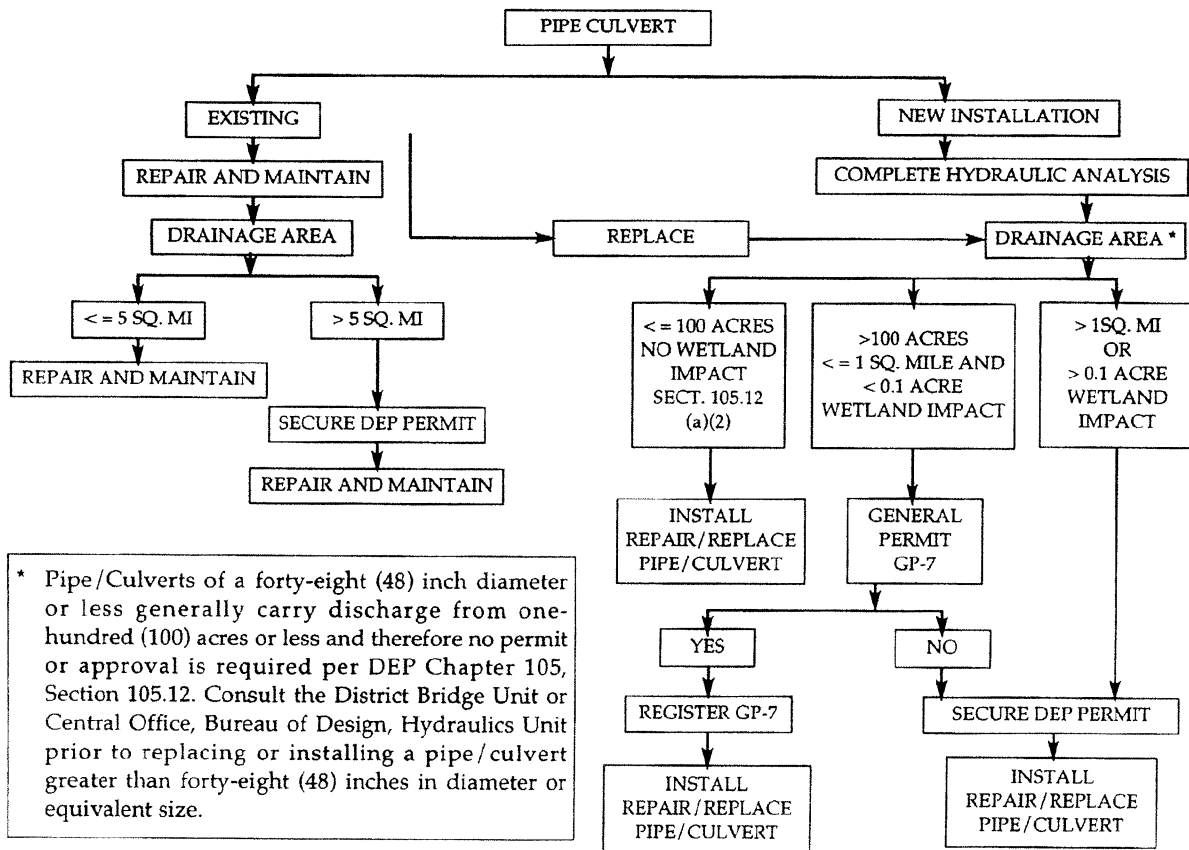 PIPE CULVERT
EXISTING
NEW INSTALLATION
REPAIR AND MAINTAIN
COMPLETE HYDRAULIC ANALYSIS
DRAINAGE AREA
REPLACE
DRAINAGE AREA *
< = 5 SQ. MI
> 5 SQ. MI
REPAIR AND MAINTAIN
SECURE DEP PERMIT
REPAIR AND MAINTAIN
< = 100 ACRES
NO WETLAND
IMPACT
SECT. 105.12
(a)(2)
>100 ACRES
< = 1 SQ. MILE AND
< 0.1 ACRE
WETLAND IMPACT
> 1SQ. MI
OR
> 0.1 ACRE
WETLAND
IMPACT
INSTALL
REPAIR/REPLACE
PIPE/CULVERT
GENERAL
PERMIT
GP-7
YES
NO
REGISTER GP-7
SECURE DEP PERMIT
INSTALL
REPAIR/REPLACE
PIPE/CULVERT
INSTALL
REPAIR/REPLACE
PIPE/CULVERT
* Pipe/Culverts of a forty-eight (48) inch diameter
or less generally carry discharge from one-
hundred (100) acres or less and therefore no permit
or approval is required per DEP Chapter 105,
Section 105.12. Consult the District Bridge Unit or
Central Office, Bureau of Design, Hydraulics Unit
prior to replacing or installing a pipe/culvert
greater than forty-eight (48) inches in diameter or
equivalent size.